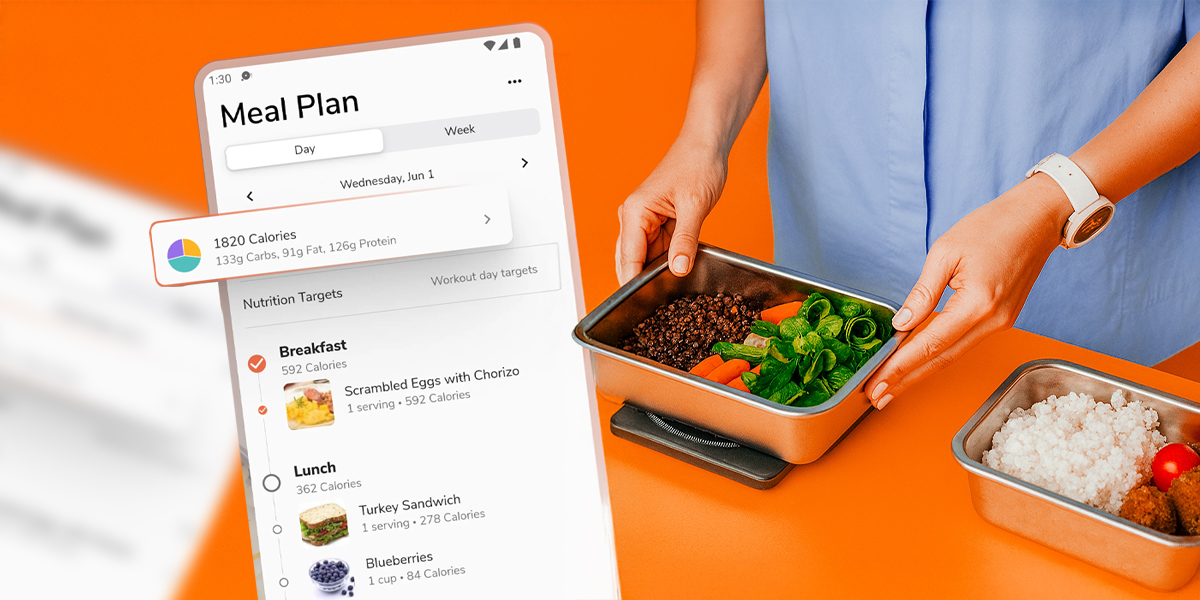 1:30
Meal Plan
Day
Week
Wednesday, Jun 1
1820 Calories
133g Carbs, 91g Fat, 126g Protein
Nutrition Targets
Workout day targets
Breakfast
592 Calories
Scrambled Eggs with Chorizo
1 serving • 592 Calories
Lunch
362 Calories
Turkey Sandwich
1 serving • 278 Calories
Blueberries
1 cup • 84 Calories